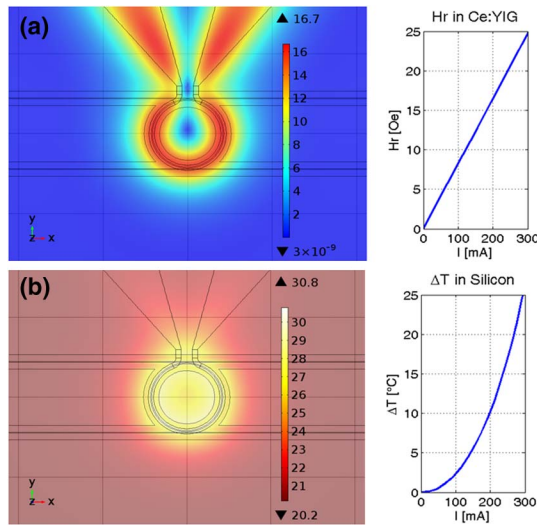 (a)
▲ 16.7
16
14
12
10
8
6
4
2
▼ 3×10⁻⁹
y
z x
Hr in Ce:YIG
Hr [Oe]
25
20
15
10
5
0
0 100 200 300
I [mA]
(b)
▲ 30.8
30
29
28
27
26
25
24
23
22
21
▼ 20.2
y
z x
ΔT in Silicon
ΔT [°C]
25
20
15
10
5
0
0 100 200 300
I [mA]